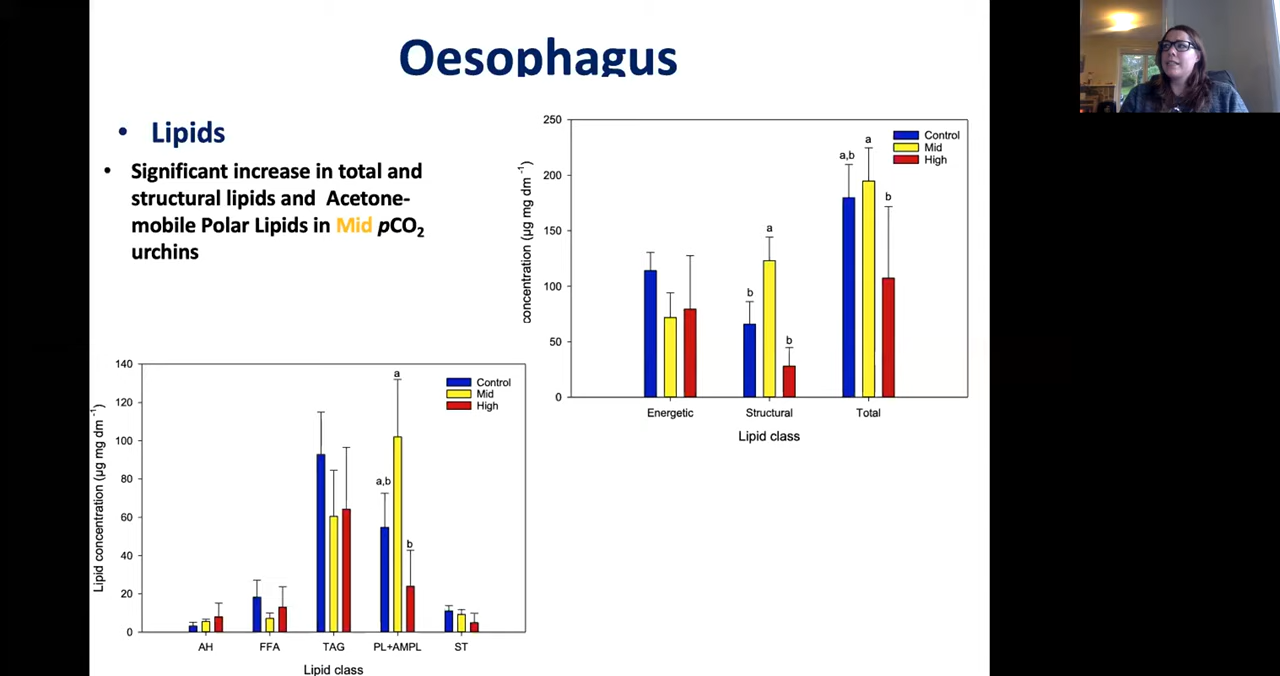 Oesophagus
• Lipids
• Significant increase in total and
structural lipids and Acetone-
mobile Polar Lipids in Mid pCO₂
urchins
250
200
150
100
50
0
concentration (µg mg dm ⁻¹)
Control
Mid
High
b
a
b
a,b
a
b
Energetic
Structural
Total
Lipid class
140
120
100
80
60
40
20
0
Lipid concentration (µg mg dm ⁻¹)
Control
Mid
High
a,b
a
b
AH
FFA
TAG
PL+AMPL
ST
Lipid class